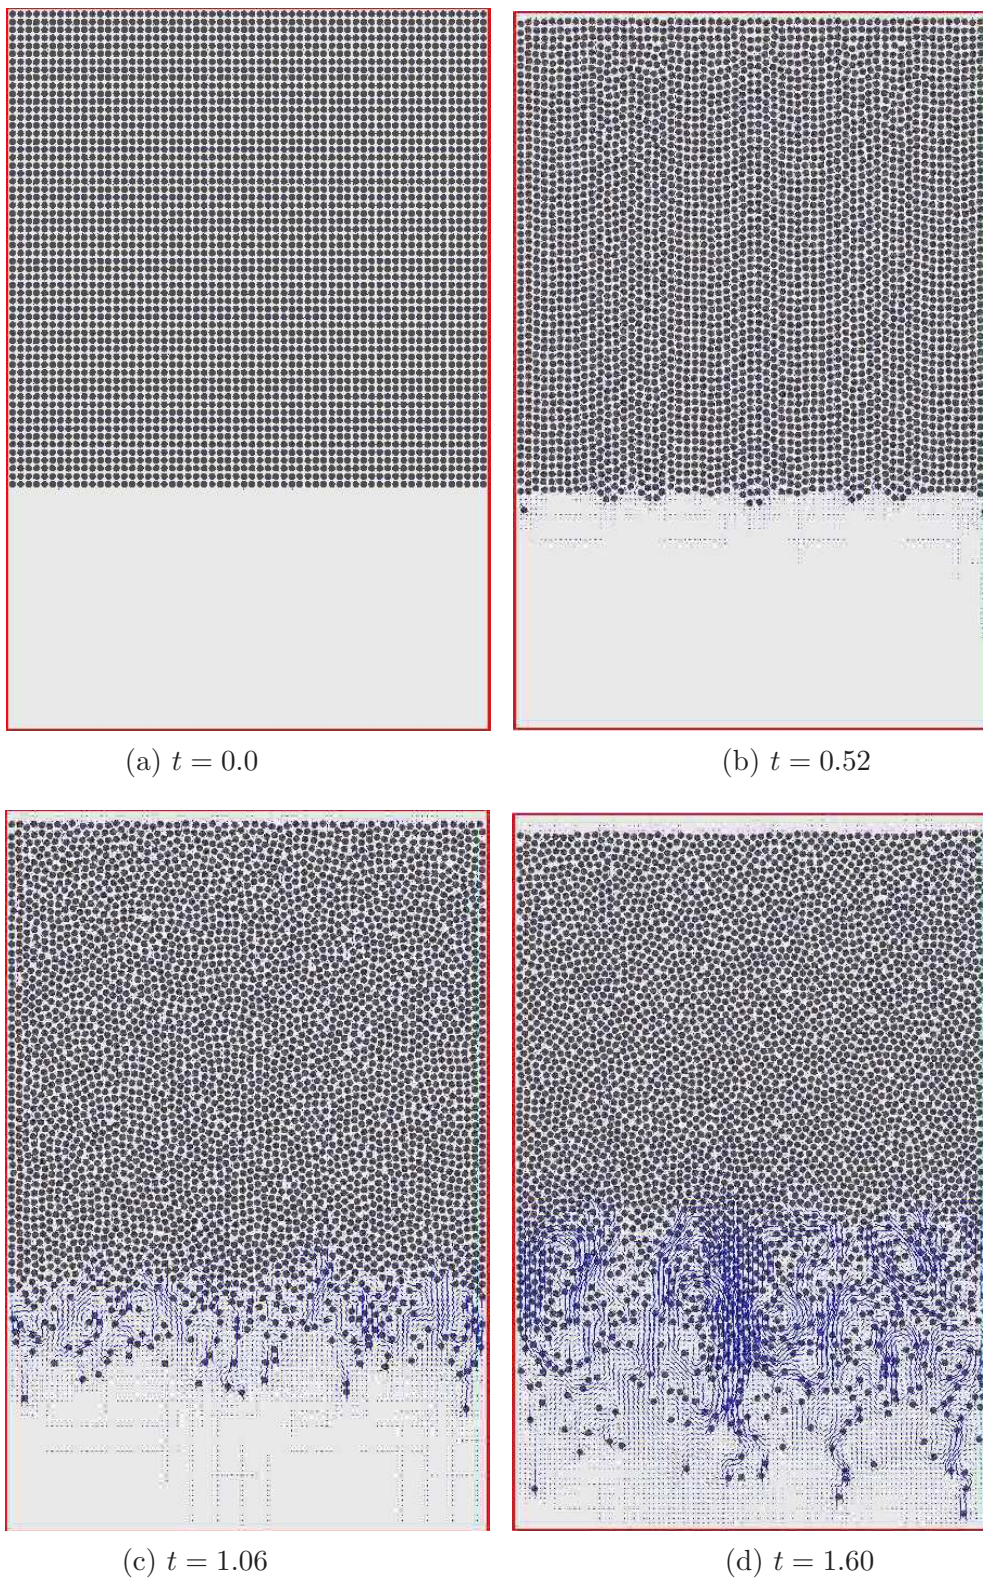 (a) t = 0.0
(b) t = 0.52
(c) t = 1.06
(d) t = 1.60